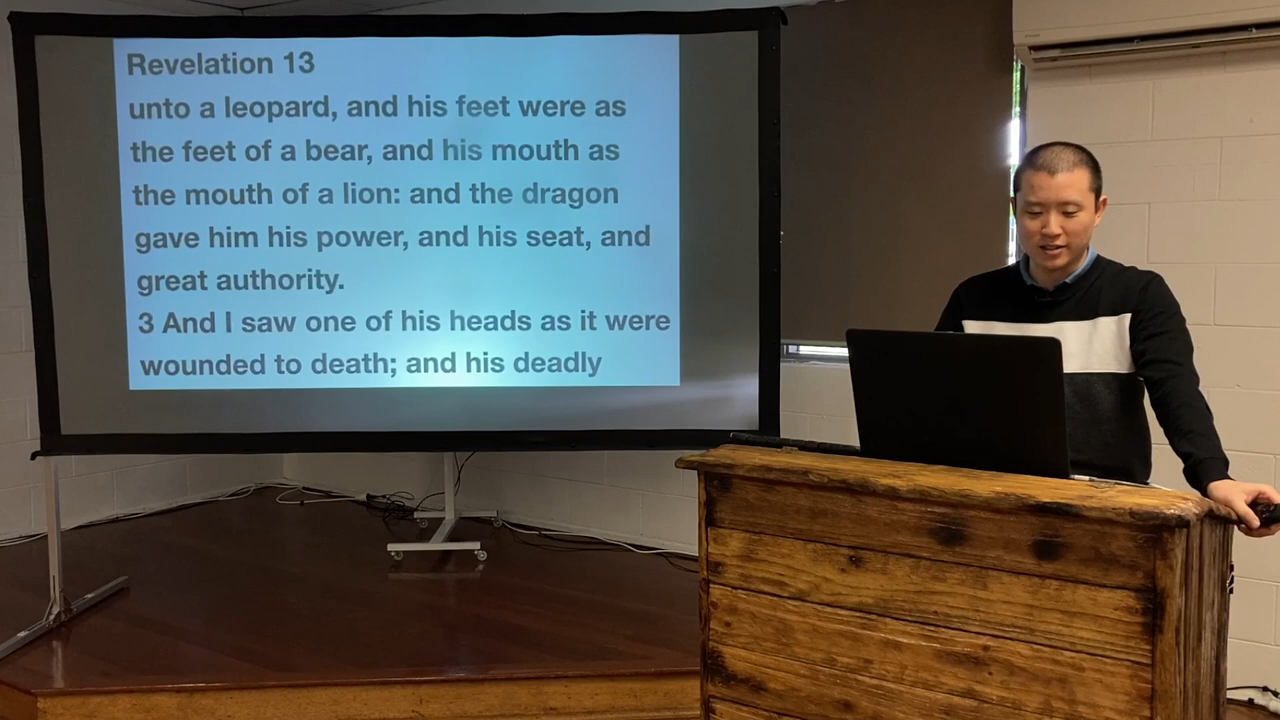 Revelation 13
unto a leopard, and his feet were as
the feet of a bear, and his mouth as
the mouth of a lion: and the dragon
gave him his power, and his seat, and
great authority.
3 And I saw one of his heads as it were
wounded to death; and his deadly